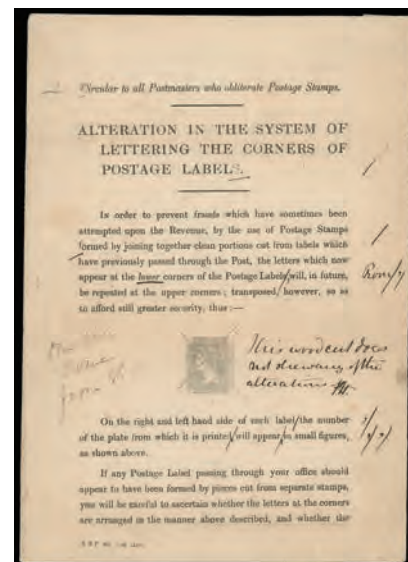 Circular to all Postmasters who obliterate Postage Stamps.
ALTERATION IN THE SYSTEM OF
LETTERING THE CORNERS OF
POSTAGE LABELS.
In order to prevent frauds which have sometimes been
attempted upon the Revenue, by the use of Postage Stamps
formed by joining together clean portions cut from labels which
have previously passed through the Post, the letters which now
appear at the lower corners of the Postage Labels, will, in future,
Rom/
be repeated at the upper corners; transposed, however, so as
to afford still greater security, thus:—
This woodcut does
not show any of the
alterations
On the right and left hand side of each label, the number
of the plate from which it is printed, will appear, in small figures,
as shown above.
If any Postage Label passing through your office should
appear to have been formed by pieces cut from separate stamps,
you will be careful to ascertain whether the letters at the corners
are arranged in the manner above described, and whether the